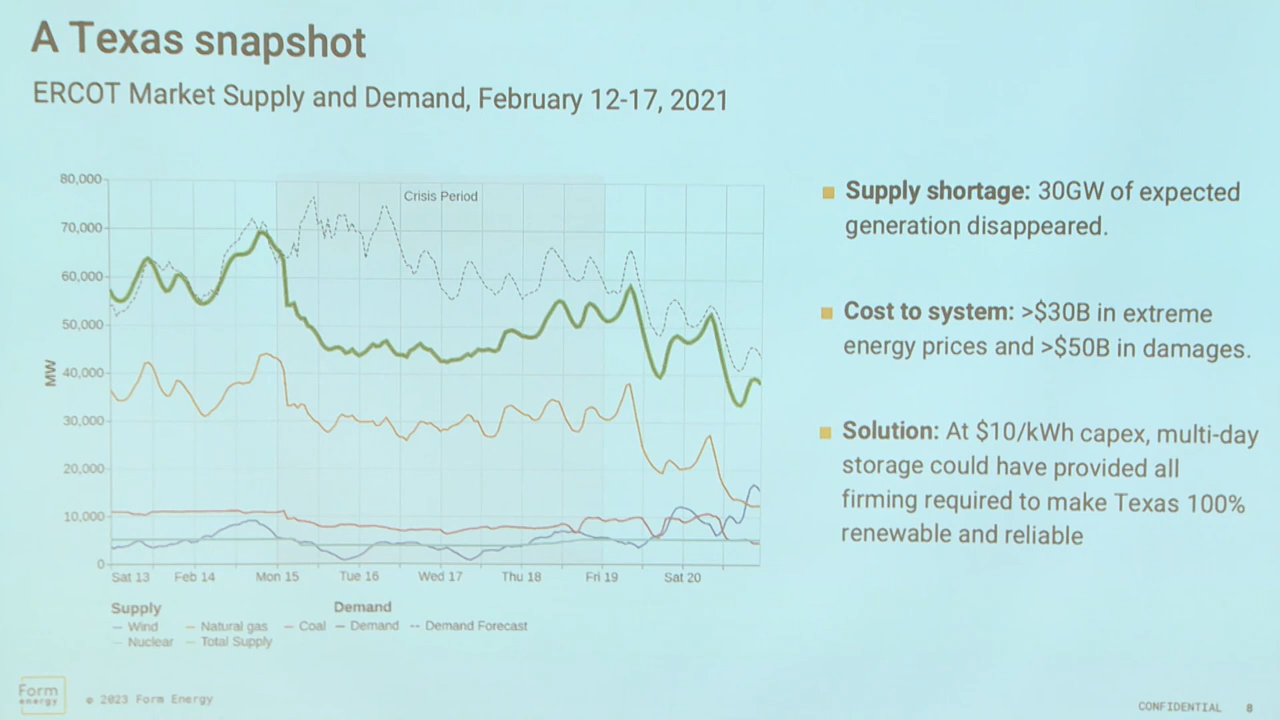 A Texas snapshot
ERCOT Market Supply and Demand, February 12-17, 2021
80,000
70,000
60,000
50,000
40,000
30,000
20,000
10,000
0
MW
Crisis Period
Sat 13 Feb 14 Mon 15 Tue 16 Wed 17 Thu 18 Fri 19 Sat 20
Supply Demand
Wind Natural gas Coal Demand Demand Forecast
Nuclear Total Supply
Supply shortage: 30GW of expected
generation disappeared.
Cost to system: >$30B in extreme
energy prices and >$50B in damages.
Solution: At $10/kWh capex, multi-day
storage could have provided all
firming required to make Texas 100%
renewable and reliable
Form
energy
© 2023 Form Energy
CONFIDENTIAL 8